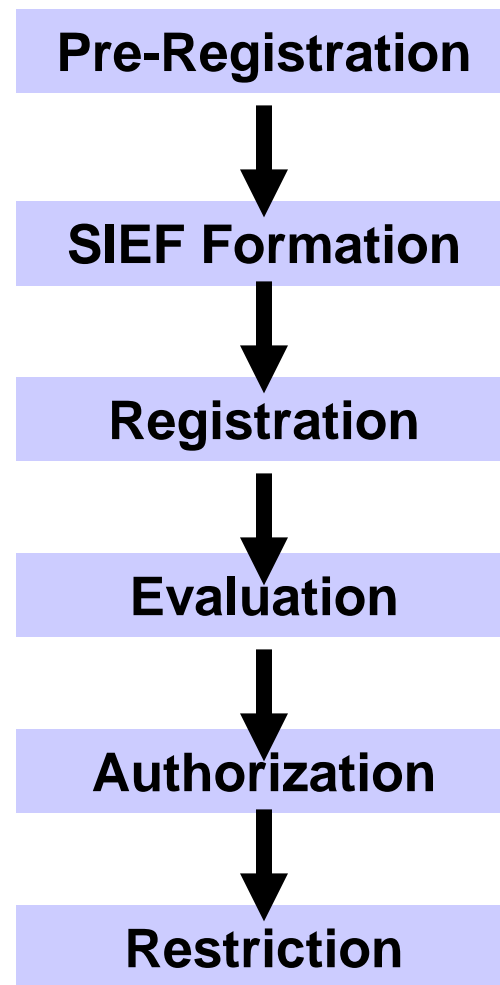 Pre-Registration
SIEF Formation
Registration
Evaluation
Authorization
Restriction